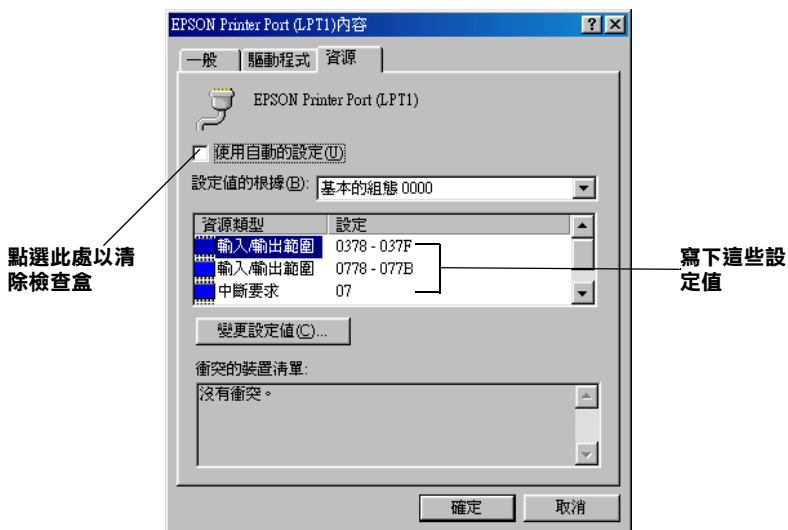 EPSON Printer Port (LPT1)內容
一般 驅動程式 資源
EPSON Printer Port (LPT1)
使用自動的設定(U)
設定值的根據(B): 基本的組態 0000
資源類型 設定
輸入/輸出範圍 0378 - 037F
輸入/輸出範圍 0778 - 077B
中斷要求 07
點選此處以清
除檢查盒
寫下這些設
定值
變更設定值(C)...
衝突的裝置清單:
沒有衝突。
確定 取消